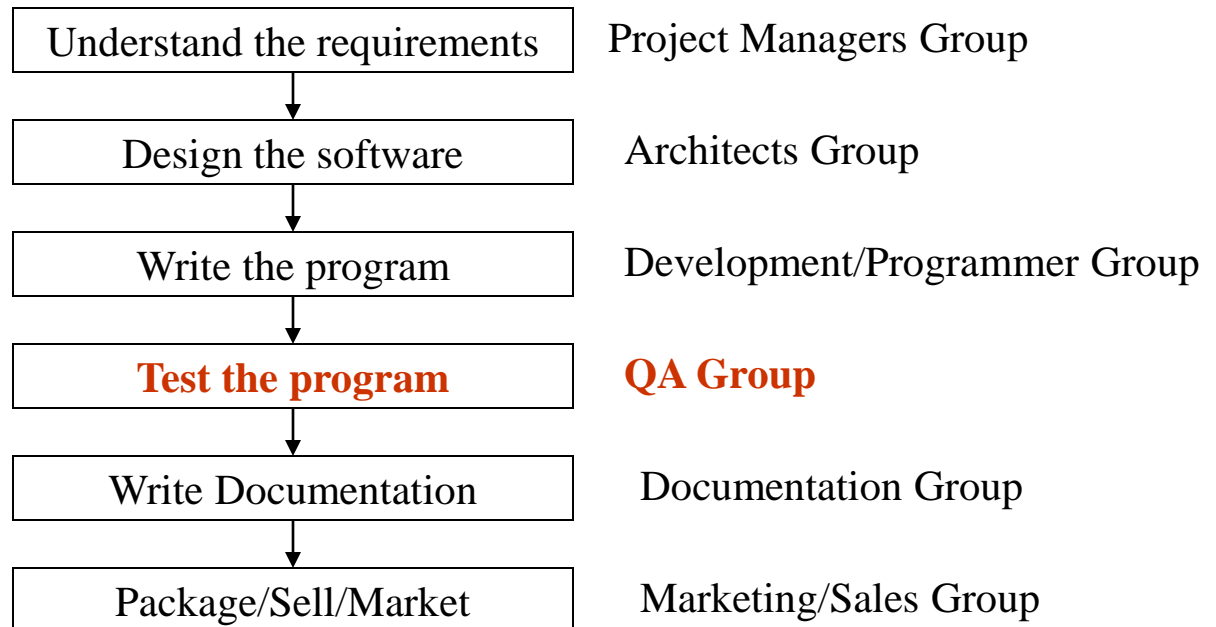 Understand the requirements Project Managers Group
Design the software Architects Group
Write the program Development/Programmer Group
Test the program QA Group
Write Documentation Documentation Group
Package/Sell/Market Marketing/Sales Group